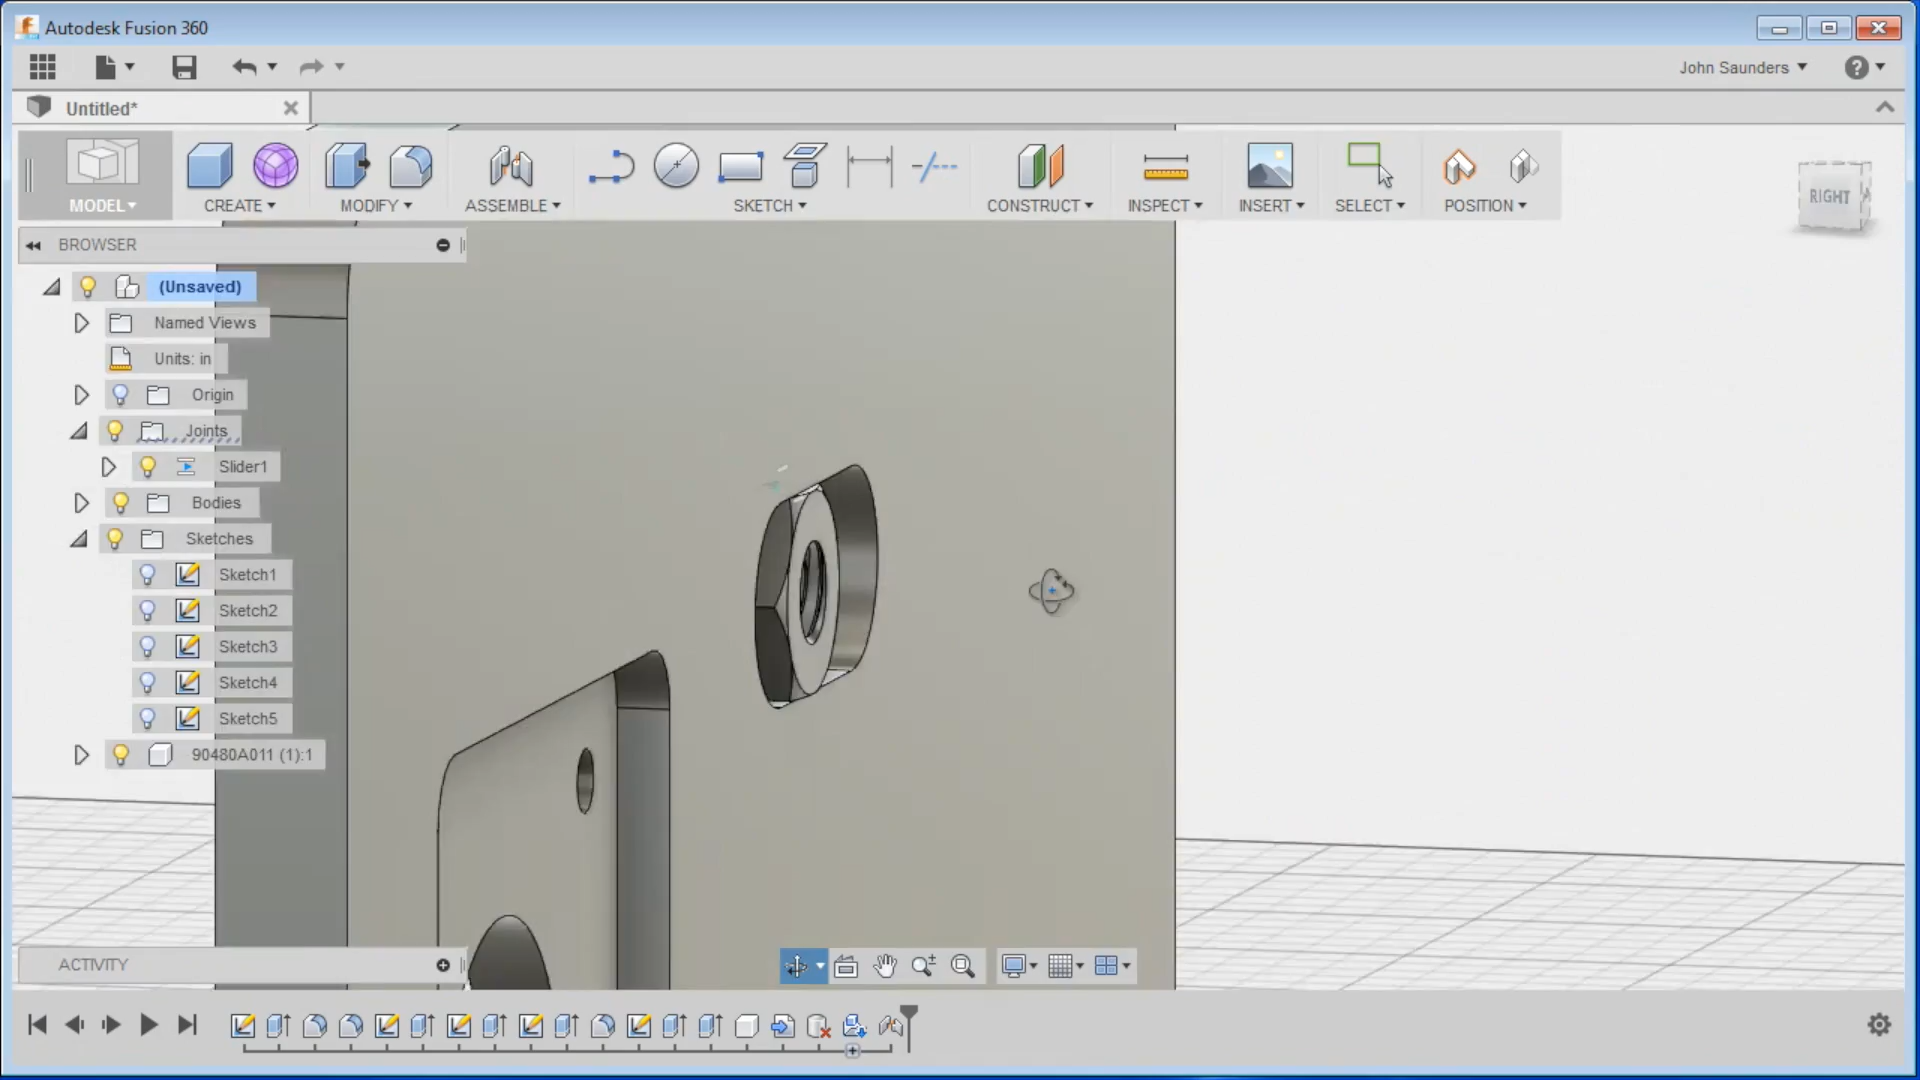 Autodesk Fusion 360
John Saunders
Untitled*
MODEL
CREATE
MODIFY
ASSEMBLE
SKETCH
CONSTRUCT
INSPECT
INSERT
SELECT
POSITION
RIGHT
BROWSER
(Unsaved)
Named Views
Units: in
Origin
Joints
Slider1
Bodies
Sketches
Sketch1
Sketch2
Sketch3
Sketch4
Sketch5
90480A011 (1):1
ACTIVITY